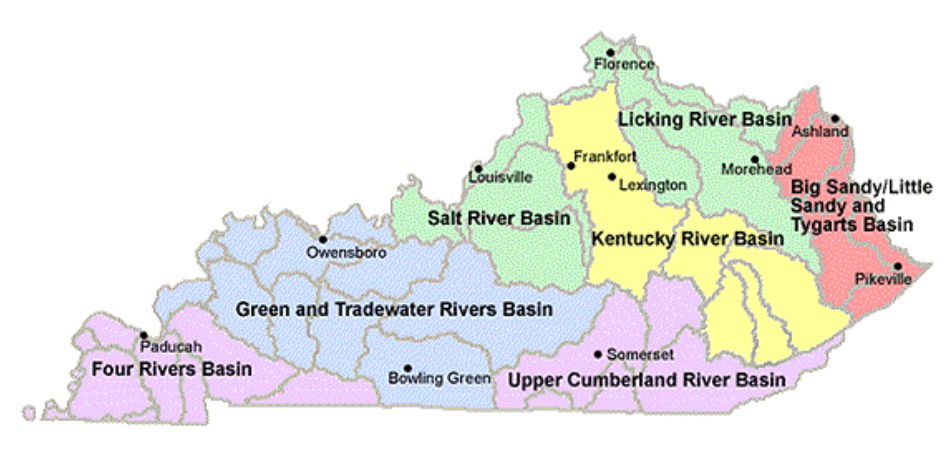 Florence
Licking River Basin
Ashland
Frankfort
Morehead
Louisville
Lexington
Big Sandy/Little
Sandy and
Tygarts Basin
Salt River Basin
Kentucky River Basin
Owensboro
Pikeville
Green and Tradewater Rivers Basin
Paducah
Somerset
Four Rivers Basin
Bowling Green
Upper Cumberland River Basin